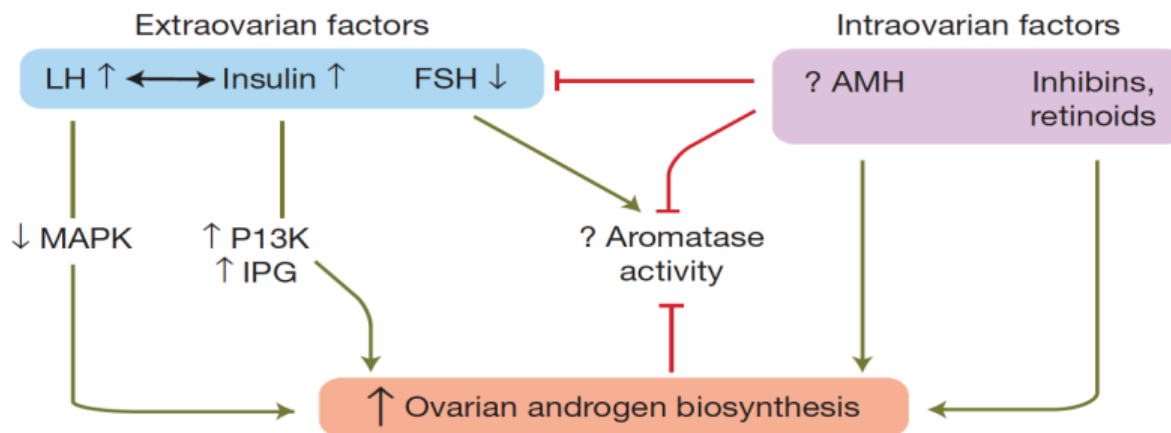 Extraovarian factors
Intraovarian factors
LH ↑ ↔ Insulin ↑ FSH ↓
? AMH
Inhibins,
retinoids
↓ MAPK
↑ P13K
↑ IPG
? Aromatase
activity
↑ Ovarian androgen biosynthesis